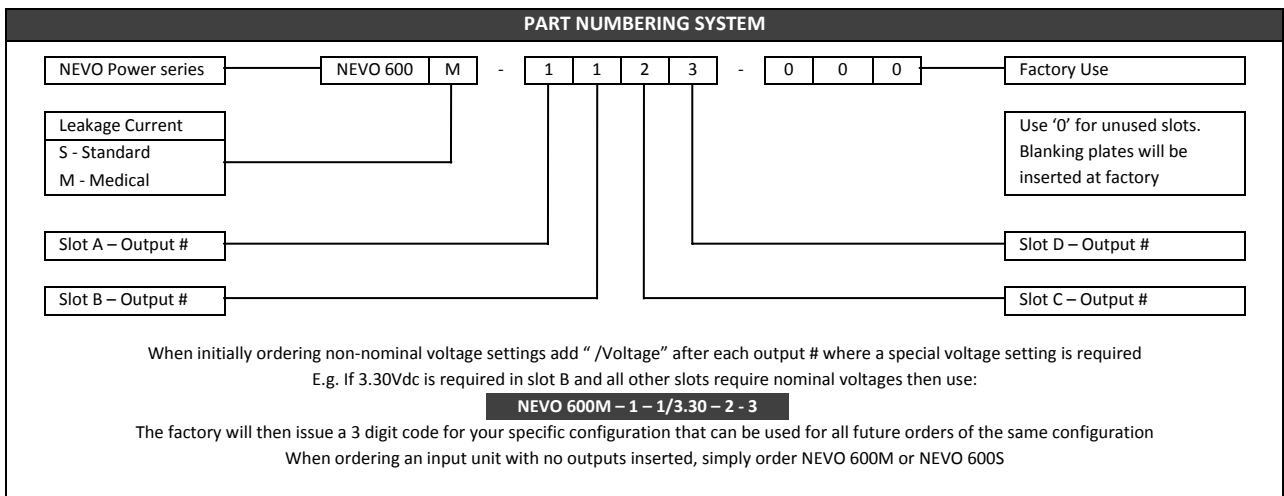 PART NUMBERING SYSTEM
NEVO Power series NEVO 600 M - 1 1 2 3 - 0 0 0 Factory Use
Leakage Current
S - Standard
M - Medical
Use ‘0’ for unused slots.
Blanking plates will be
inserted at factory
Slot A – Output # Slot D – Output #
Slot B – Output # Slot C – Output #
When initially ordering non-nominal voltage settings add “ /Voltage” after each output # where a special voltage setting is required
E.g. If 3.30Vdc is required in slot B and all other slots require nominal voltages then use:
NEVO 600M – 1 – 1/3.30 – 2 - 3
The factory will then issue a 3 digit code for your specific configuration that can be used for all future orders of the same configuration
When ordering an input unit with no outputs inserted, simply order NEVO 600M or NEVO 600S